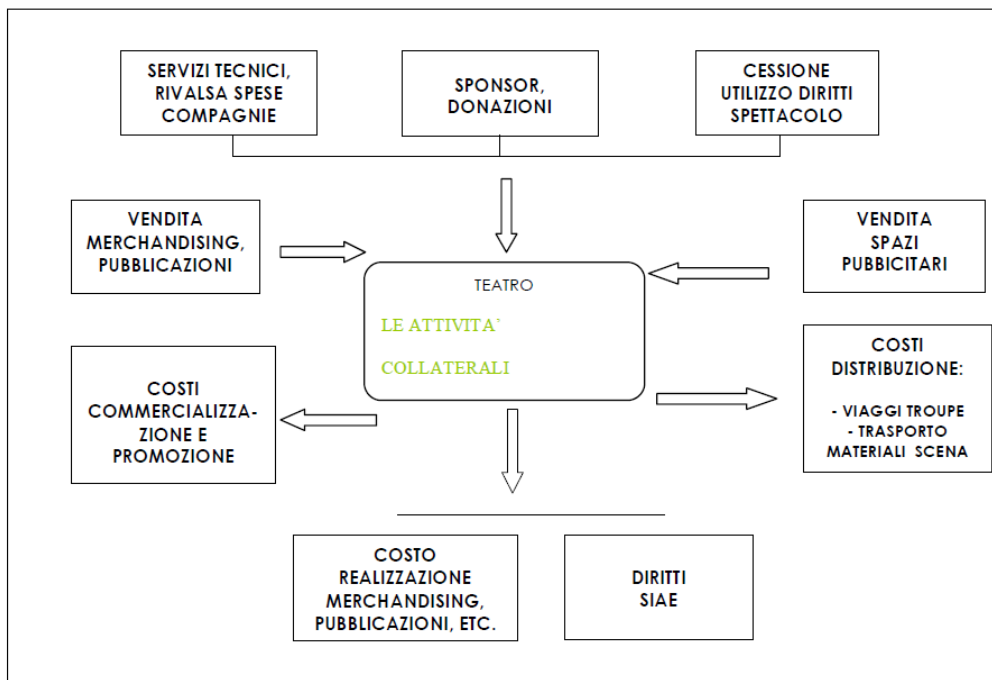 SERVIZI TECNICI,
RIVALSA SPESE
COMPAGNIE
SPONSOR,
DONAZIONI
CESSIONE
UTILIZZO DIRITTI
SPETTACOLO
VENDITA
MERCHANDISING,
PUBBLICAZIONI
VENDITA
SPAZI
PUBBICITARI
TEATRO
LE ATTIVITA`
COLLATERALI
COSTI
COMMERCIALIZZA-
ZIONE E
PROMOZIONE
COSTI
DISTRIBUZIONE:
- VIAGGI TROUPE
- TRASPORTO
MATERIALI SCENA
COSTO
REALIZZAZIONE
MERCHANDISING,
PUBBLICAZIONI, ETC.
DIRITTI
SIAE